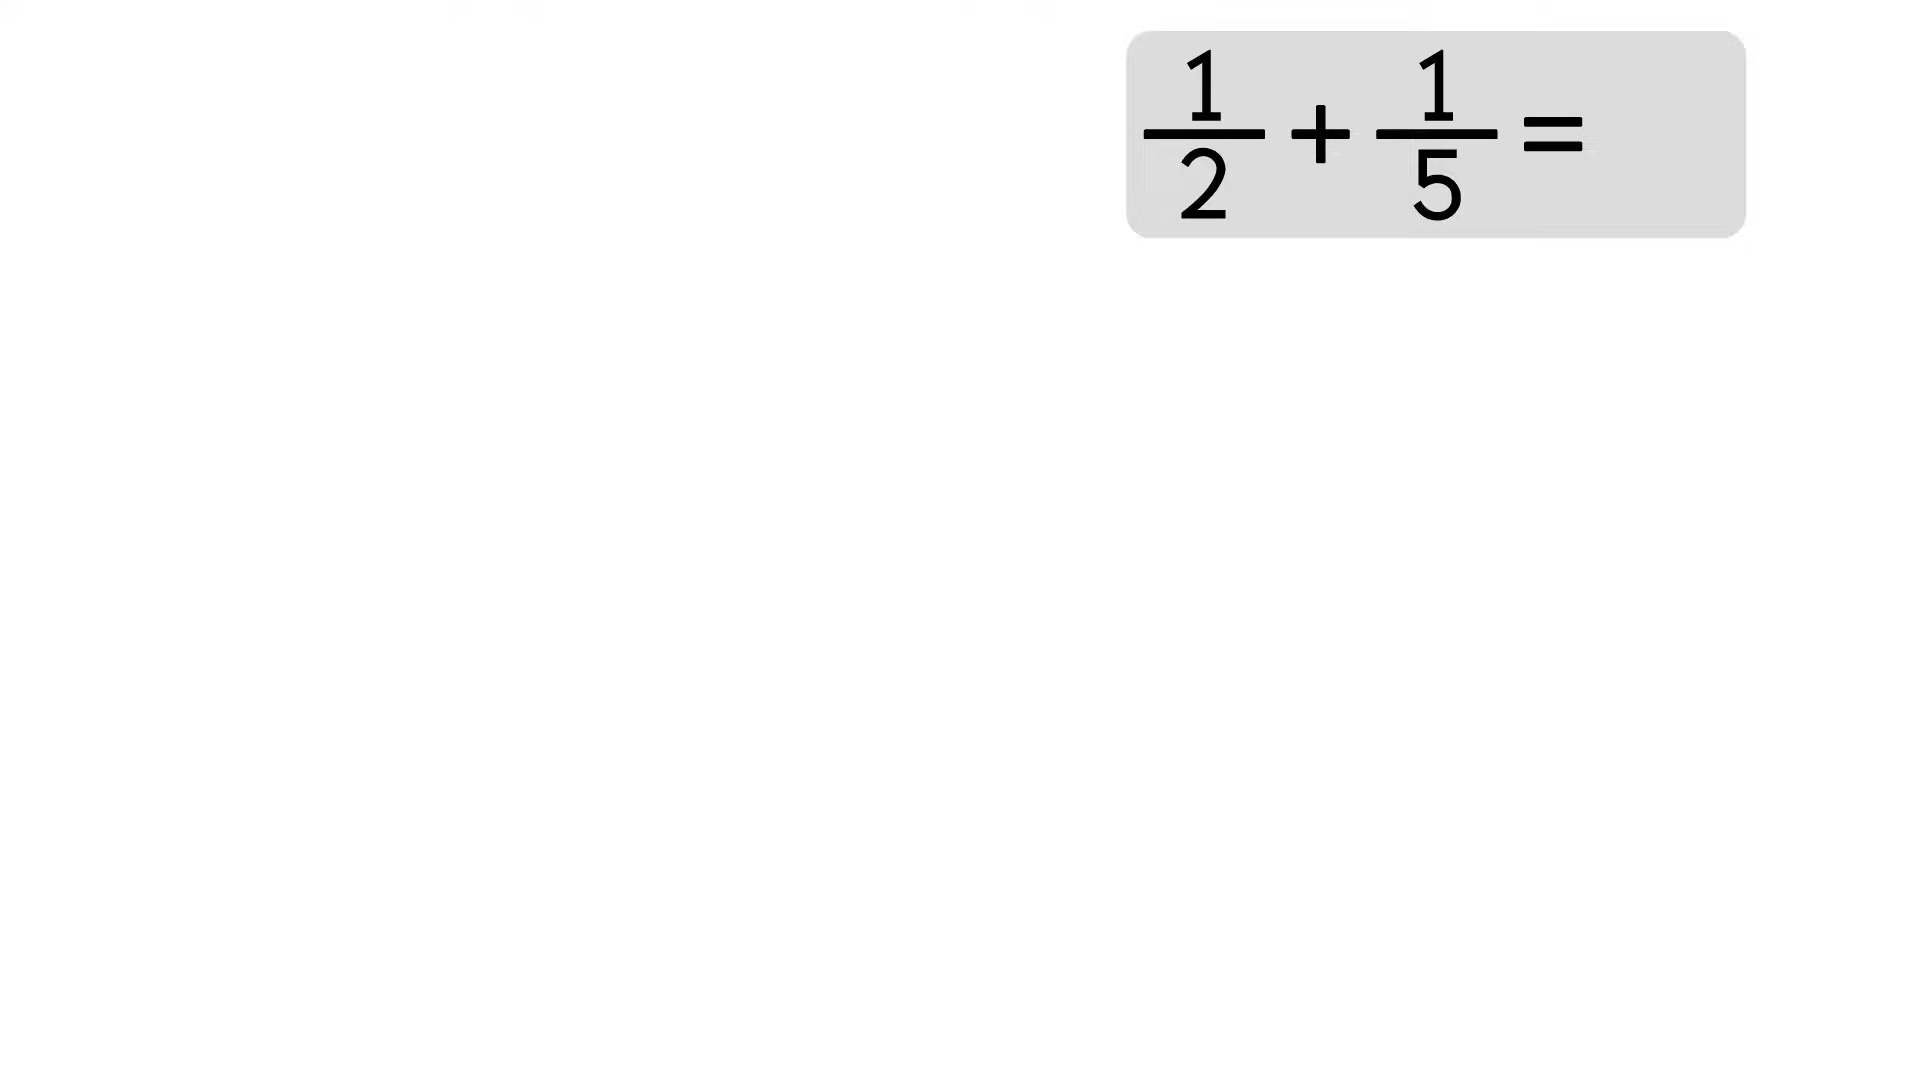 1/2 + 1/5 =